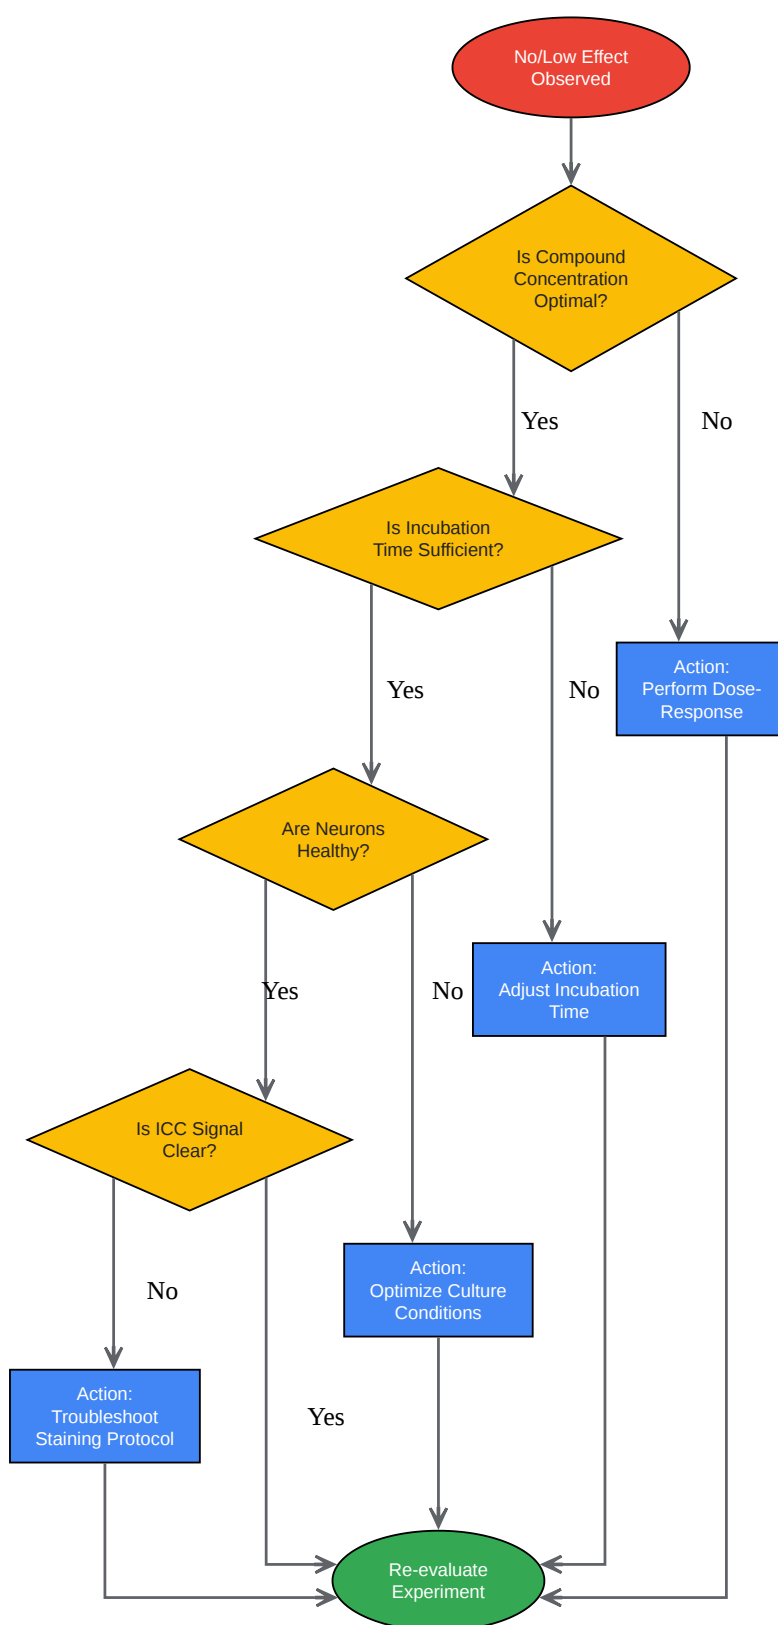 No/Low Effect
Observed
Is Compound
Concentration
Optimal?
Yes
No
Is Incubation
Time Sufficient?
Action:
Perform Dose-
Response
Yes
No
Are Neurons
Healthy?
Action:
Adjust Incubation
Time
Yes
No
Is ICC Signal
Clear?
Action:
Optimize Culture
Conditions
No
Action:
Troubleshoot
Staining Protocol
Yes
Re-evaluate
Experiment